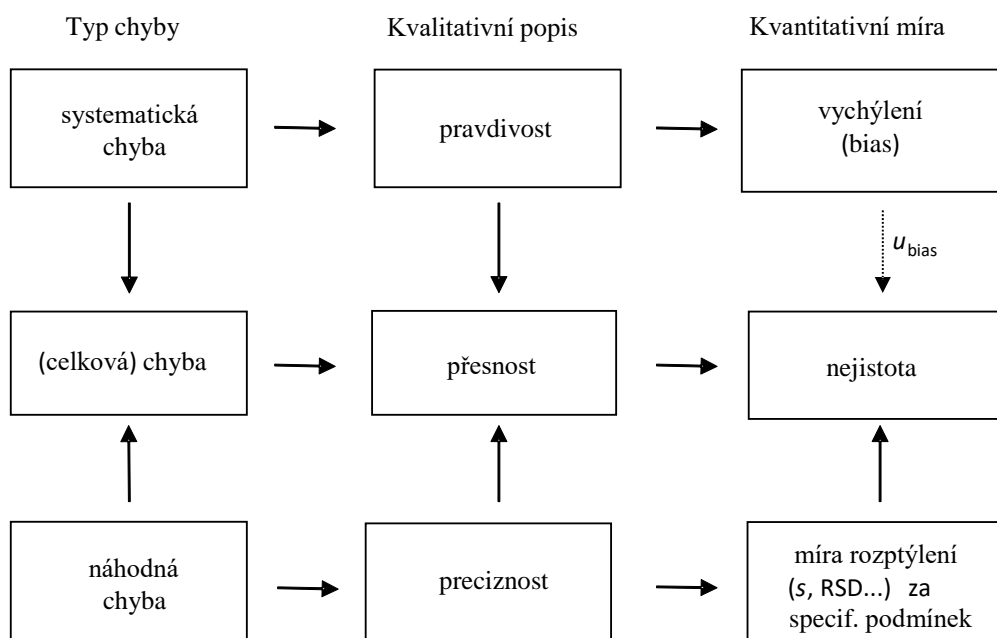 Typ chyby
Kvalitativní popis
Kvantitativní míra
systematická
chyba
pravdivost
vychýlení
(bias)
u bias
(celková) chyba
přesnost
nejistota
náhodná
chyba
preciznost
míra rozptýlení
(s, RSD...) za
specif. podmínek